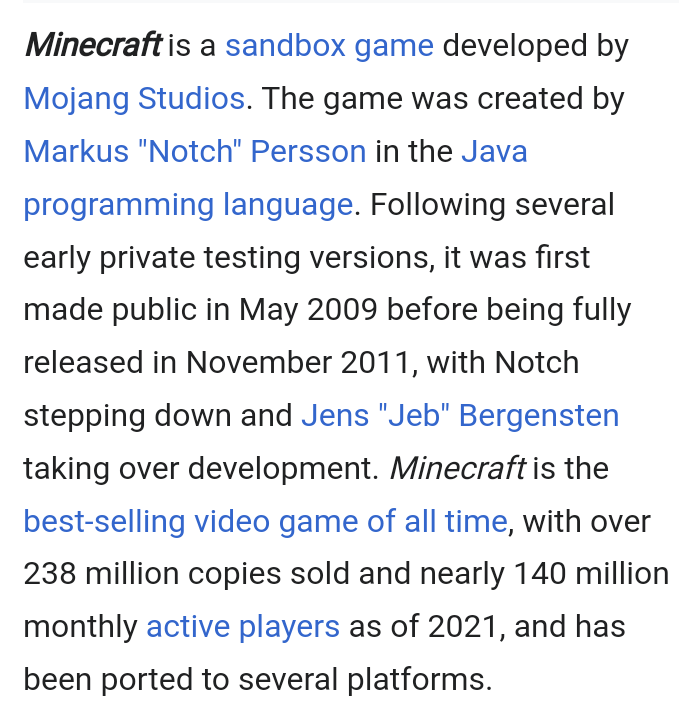 Minecraft is a sandbox game developed by
Mojang Studios. The game was created by
Markus "Notch" Persson in the Java
programming language. Following several
early private testing versions, it was first
made public in May 2009 before being fully
released in November 2011, with Notch
stepping down and Jens "Jeb" Bergensten
taking over development. Minecraft is the
best-selling video game of all time, with over
238 million copies sold and nearly 140 million
monthly active players as of 2021, and has
been ported to several platforms.